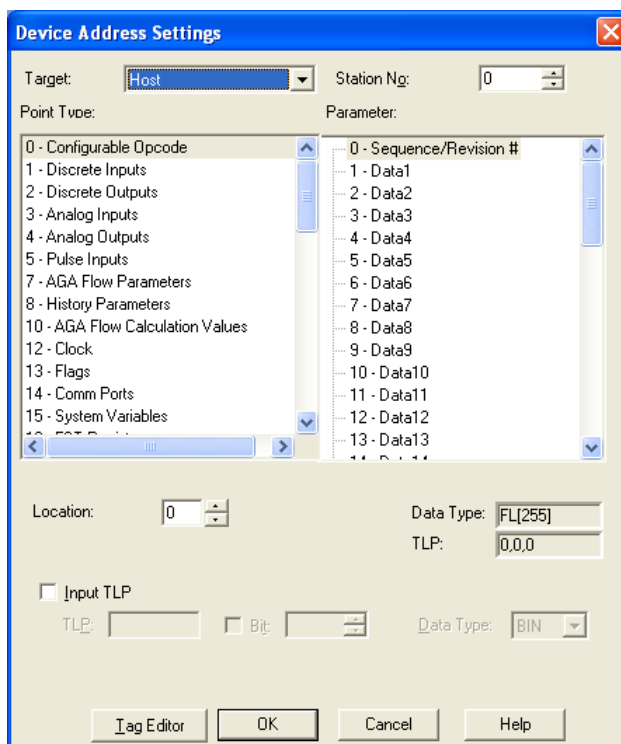 Device Address Settings
Target: Host Station No: 0
Point Type: Parameter:
0 - Configurable Opcode
1 - Discrete Inputs
2 - Discrete Outputs
3 - Analog Inputs
4 - Analog Outputs
5 - Pulse Inputs
7 - AGA Flow Parameters
8 - History Parameters
10 - AGA Flow Calculation Values
12 - Clock
13 - Flags
14 - Comm Ports
15 - System Variables
0 - Sequence/Revision #
1 - Data1
2 - Data2
3 - Data3
4 - Data4
5 - Data5
6 - Data6
7 - Data7
8 - Data8
9 - Data9
10 - Data10
11 - Data11
12 - Data12
13 - Data13
Location: 0 Data Type: FL[255]
TLP: 0,0,0
Input TLP
TLP: Bit: Data Type: BIN
Tag Editor OK Cancel Help